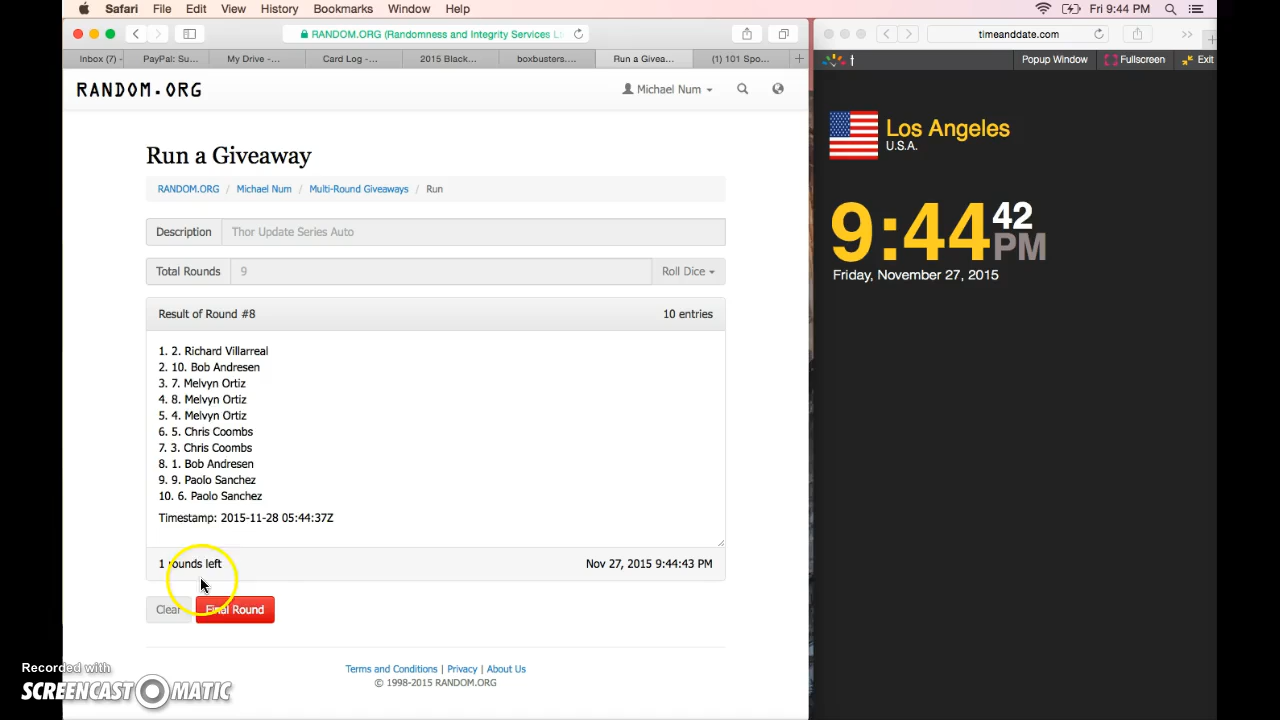 Safari File Edit View History Bookmarks Window Help Fri 9:44 PM
RANDOM.ORG (Randomness and Integrity Services Lt
timeanddate.com
Inbox (7) - PayPal: Su... My Drive -... Card Log -... 2015 Black... boxbusters.... Run a Givea... (1) 101 Spo...
t Popup Window Fullscreen Exit
RANDOM.ORG Michael Num
Los Angeles
U.S.A.
Run a Giveaway
RANDOM.ORG / Michael Num / Multi-Round Giveaways / Run
9:44 42 PM
Friday, November 27, 2015
Description Thor Update Series Auto
Total Rounds 9 Roll Dice
Result of Round #8 10 entries
1. 2. Richard Villarreal
2. 10. Bob Andresen
3. 7. Melvyn Ortiz
4. 8. Melvyn Ortiz
5. 4. Melvyn Ortiz
6. 5. Chris Coombs
7. 3. Chris Coombs
8. 1. Bob Andresen
9. 9. Paolo Sanchez
10. 6. Paolo Sanchez
Timestamp: 2015-11-28 05:44:37Z
1 rounds left Nov 27, 2015 9:44:43 PM
Clear Final Round
Terms and Conditions | Privacy | About Us
© 1998-2015 RANDOM.ORG
Recorded with
SCREENCAST-O-MATIC